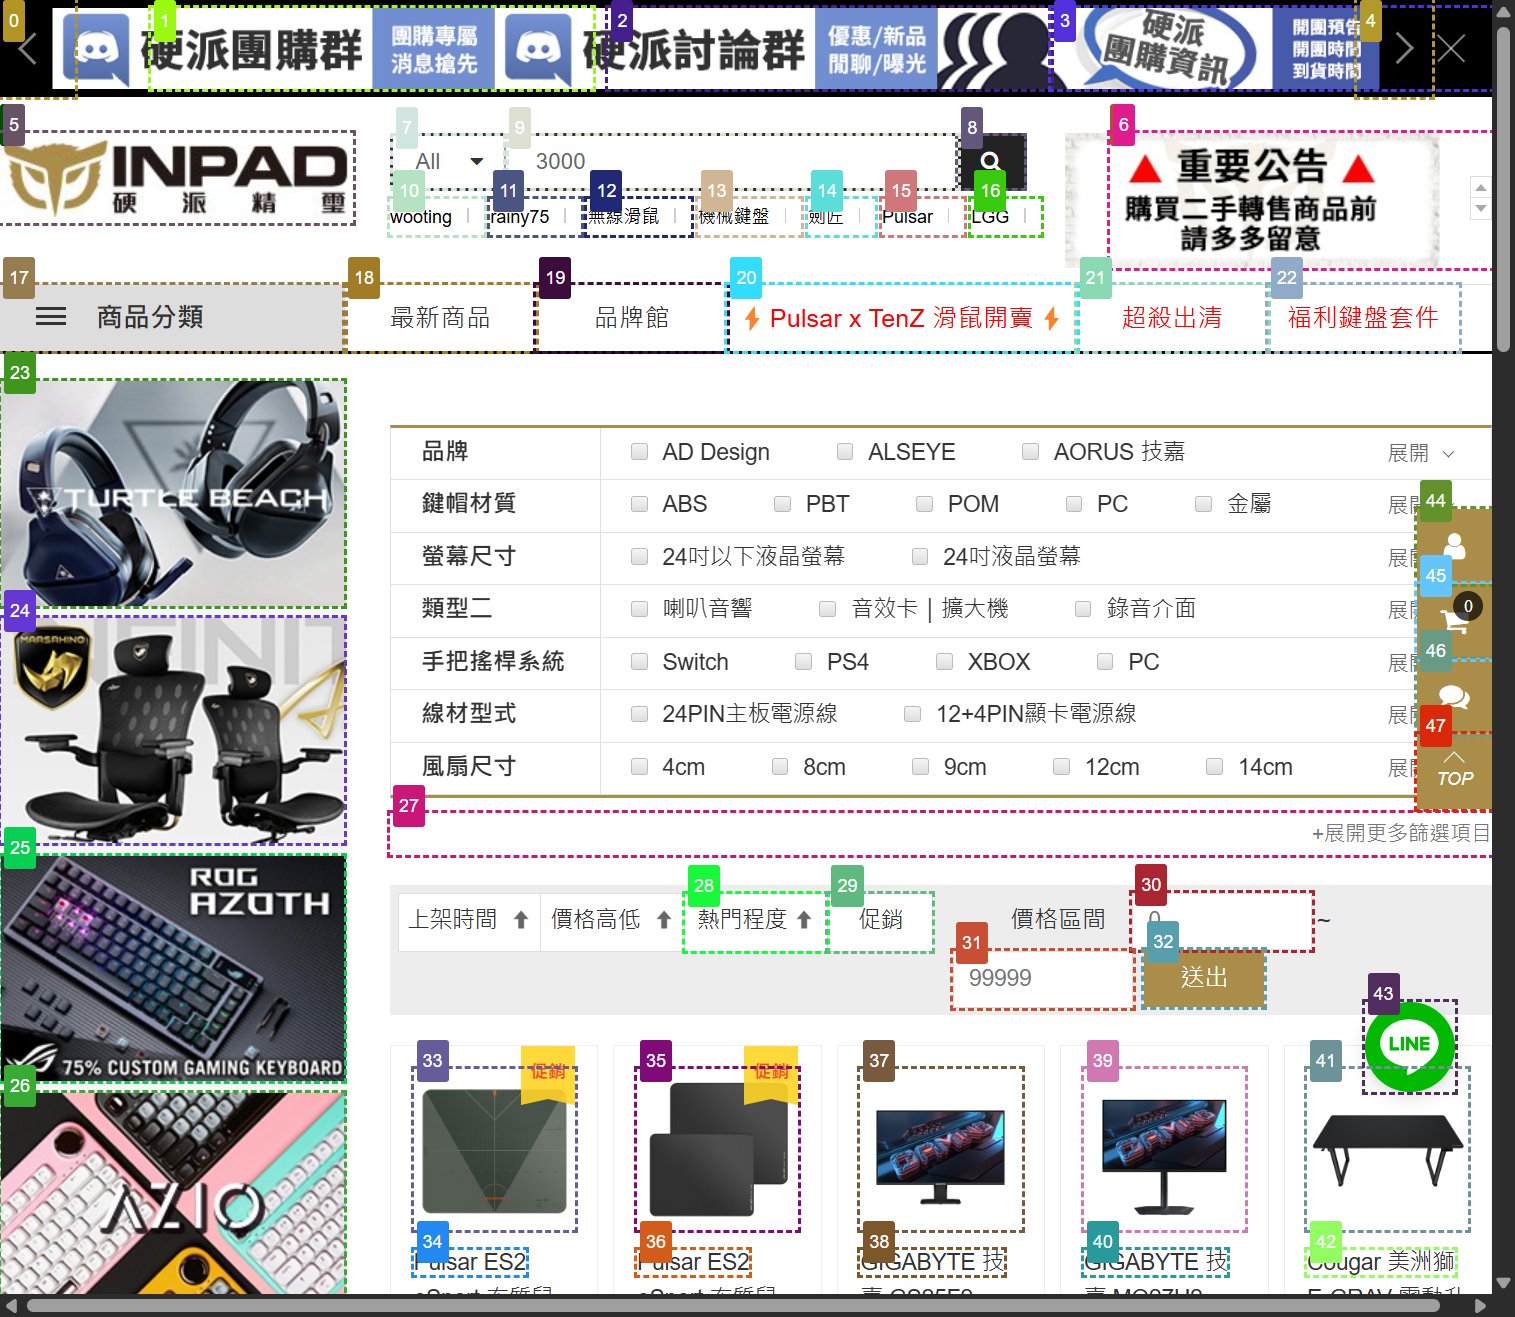 硬派團購群
團購專屬
消息搶先
硬派討論群
優惠/新品
閒聊/曝光
硬派
團購資訊
開團預告
開團時間
到貨時間
0
1
2
3
4
5
6
7
8
9
INPAD
硬派精璽
All
3000
重要公告
購買二手轉售商品前
請多多留意
10
11
12
13
14
15
16
wooting
rainy75
無線滑鼠
機械鍵盤
劍匠
Pulsar
LGG
17
18
19
20
21
22
商品分類
最新商品
品牌館
Pulsar x TenZ 滑鼠開賣
超殺出清
福利鍵盤套件
23
TURTLE BEACH
24
MARSRHINO
25
ROG
AZOTH
75% CUSTOM GAMING KEYBOARD
26
AZIO
品牌
AD Design
ALSEYE
AORUS 技嘉
展開
鍵帽材質
ABS
PBT
POM
PC
金屬
螢幕尺寸
24吋以下液晶螢幕
24吋液晶螢幕
類型二
喇叭音響
音效卡 | 擴大機
錄音介面
手把搖桿系統
Switch
PS4
XBOX
PC
線材型式
24PIN主板電源線
12+4PIN顯卡電源線
風扇尺寸
4cm
8cm
9cm
12cm
14cm
44
45
0
46
47
TOP
27
+展開更多篩選項目
28
29
30
上架時間
價格高低
熱門程度
促銷
價格區間
0
~
31
99999
32
送出
43
LINE
33
促銷
35
促銷
37
39
41
34
36
38
40
42
Pulsar ES2
Pulsar ES2
GIGABYTE 技
GIGABYTE 技
Cougar 美洲獅